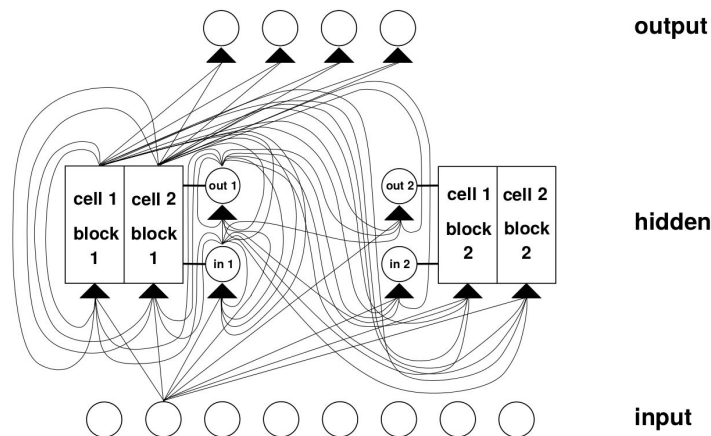 output
out 1
out 2
cell 1
block
1
cell 2
block
1
cell 1
block
2
cell 2
block
2
hidden
in 1
in 2
input